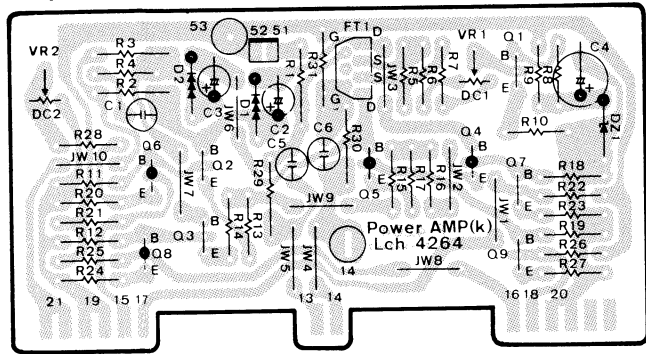 53
52 51
FT1
G D
S
S
G D
VR2
DC2
R3
R4
R2
C1
D2
C3
JW6
D1
C2
R1
R31
JW3
R5
R6
R7
VR1
DC1
Q1
B
E
R9
R8
C4
R10
DZ1
R28
JW10
R11
R20
R21
R12
R25
R24
Q6
B
E
JW7
B
Q2
E
Q3
B
E
B
Q8
E
R14
R13
R29
C5
C6
R30
JW9
Q5
B
E
R15
R17
R16
JW2
Q4
B
E
Q7
B
E
JW1
Q9
B
E
R18
R22
R23
R19
R26
R27
Power AMP(k)
Lch 4264
JW5
JW4
14
JW8
21 19 15 17
13 14
16 18 20